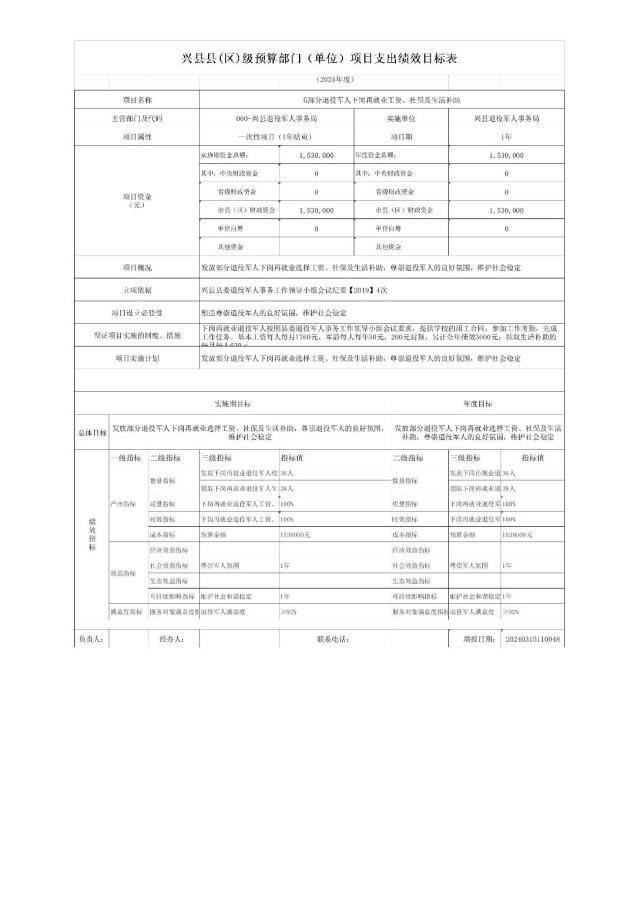 兴县县(区)级预算部门（单位）项目支出绩效目标表
（2024年度）
项目名称 G部分退役军人下岗再就业工资、社保及生活补助
主管部门及代码 060-兴县退役军人事务局 实施单位 兴县退役军人事务局
项目属性 一次性项目（1年结束） 项目期 1年
项目资金（元）
实施期资金总额: 1,530,000 年度资金总额: 1,530,000
其中: 中央财政资金 0 其中: 中央财政资金 0
省级财政资金 0 省级财政资金 0
市县（区）财政资金 1,530,000 市县（区）财政资金 1,530,000
单位自筹 0 单位自筹 0
其他资金 其他资金
项目概况 发放部分退役军人下岗再就业选择工资、社保及生活补助，尊崇退役军人的良好氛围，维护社会稳定
立项依据 兴县县委退役军人事务工作领导小组会议纪要【2019】4次
项目设立必要性 塑造尊崇退役军人的良好氛围，维护社会稳定
保证项目实施的制度、措施 下岗再就业退役军人按照县委退役军人事务工作领导小组会议要求，提供学校的用工合同，参加工作考勤，完成
工作任务。基本工资每人每月1760元，军龄每人每年50元，200元封顶，另计全年绩效3600元；领取生活补助的
项目实施计划 发放部分退役军人下岗再就业选择工资、社保及生活补助，尊崇退役军人的良好氛围，维护社会稳定
实施期目标 年度目标
总体目标 发放部分退役军人下岗再就业选择工资、社保及生活补助，尊崇退役军人的良好氛围，维护社会稳定 发放部分退役军人下岗再就业选择工资、社保及生活补助，尊崇退役军人的良好氛围，维护社会稳定
绩效指标
一级指标 二级指标 三级指标 指标值 二级指标 三级指标 指标值
产出指标
数量指标 发放下岗再就业退役军人校 36人 数量指标 发放下岗再就业退 36人
领取下岗再就业退役军人生 38人 领取下岗再就业退 38人
质量指标 下岗再就业退役军人工资、 100% 质量指标 下岗再就业退役军 100%
时效指标 下岗再就业退役军人工资、 100% 时效指标 下岗再就业退役军 100%
成本指标 预算金额 1530000元 成本指标 预算金额 1530000元
效益指标
经济效益指标 经济效益指标
社会效益指标 尊崇军人氛围 1年 社会效益指标 尊崇军人氛围 1年
生态效益指标 生态效益指标
可持续影响指标 维护社会和谐稳定 1年 可持续影响指标 维护社会和谐稳定 1年
满意度指标 服务对象满意度指 退役军人满意度 ≥92% 服务对象满意度指标 退役军人满意度 ≥92%
负责人: 经办人: 联系电话: 填报日期: 20240315110048